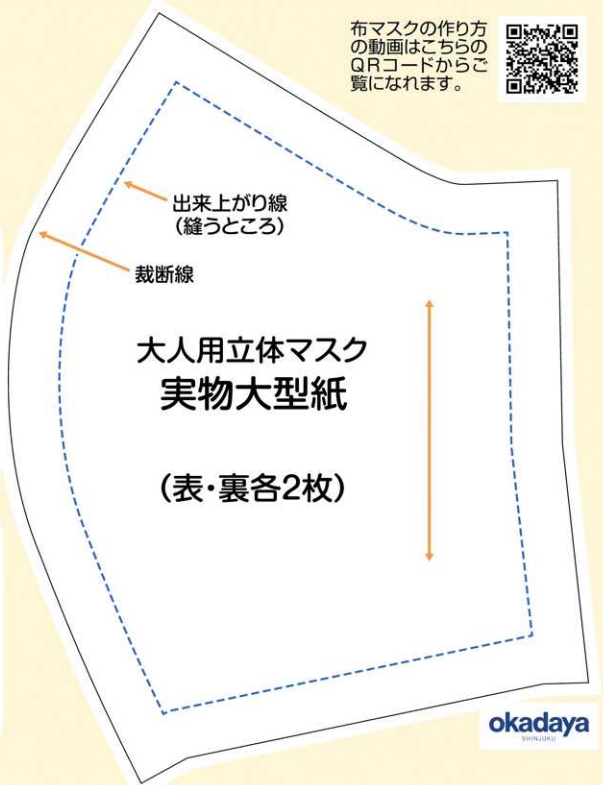 布マスクの作り方
の動画はこちらの
QRコードからご
覧になれます。
出来上がり線
(縫うところ)
裁断線
大人用立体マスク
実物大型紙
(表・裏各2枚)
okadaya
SHINJUKU